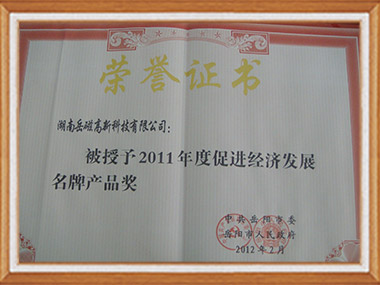 荣誉证书
湖南岳磁高新科技有限公司：
被授予2011年度促进经济发展
名牌产品奖
中共岳阳市委
岳阳市人民政府
2012年2月